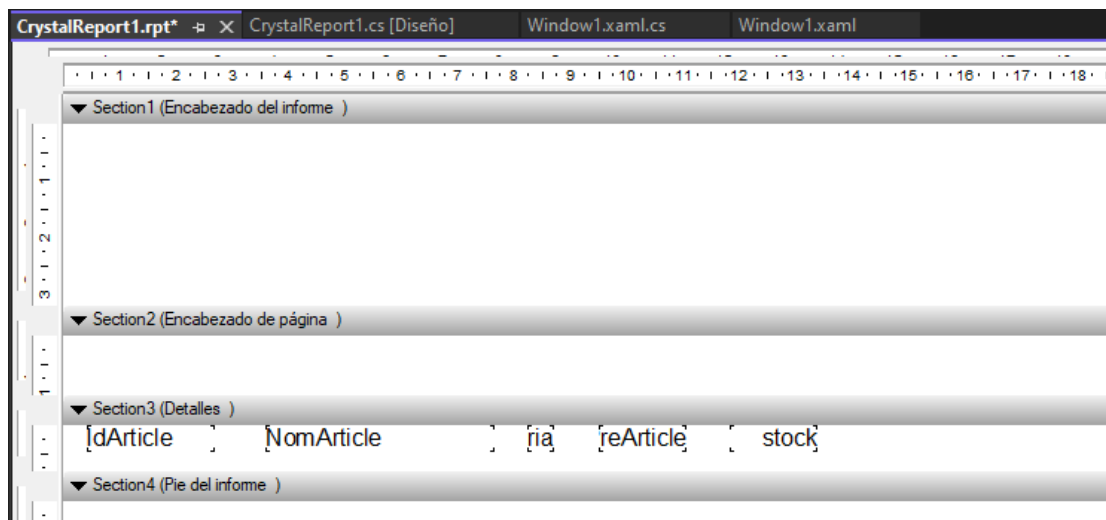 CrystalReport1.rpt* CrystalReport1.cs [Diseño] Window1.xaml.cs Window1.xaml
1 2 3 4 5 6 7 8 9 10 11 12 13 14 15 16 17 18
Section1 (Encabezado del informe )
1
2
3
Section2 (Encabezado de página )
1
Section3 (Detalles )
IdArticle NomArticle ria reArticle stock
Section4 (Pie del informe )